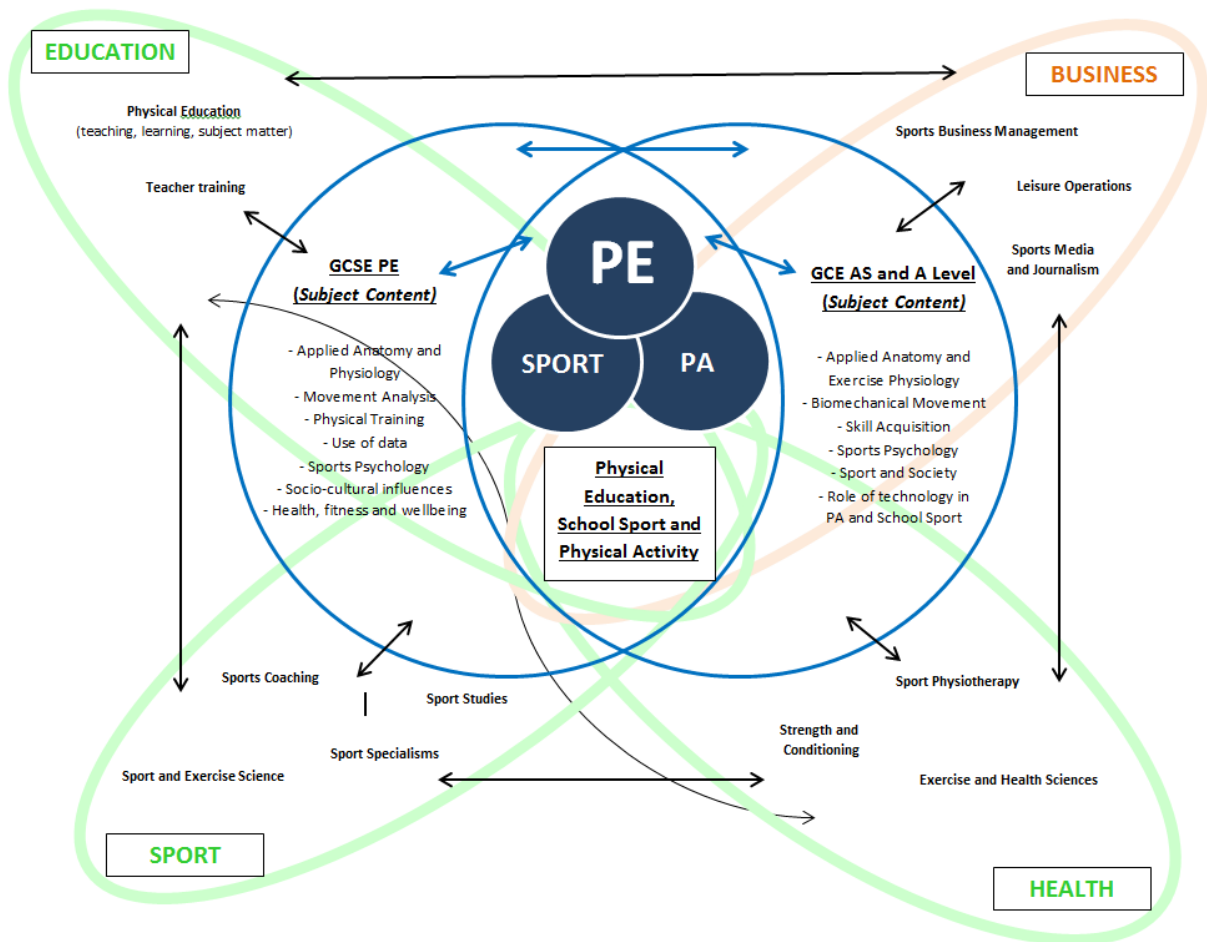 EDUCATION
BUSINESS
Physical Education
(teaching, learning, subject matter)
Teacher training
Sports Business Management
Leisure Operations
Sports Media
and Journalism
GCSE PE
(Subject Content)
- Applied Anatomy and
Physiology
- Movement Analysis
- Physical Training
- Use of data
- Sports Psychology
- Socio-cultural influences
- Health, fitness and wellbeing
PE
SPORT
PA
Physical
Education,
School Sport and
Physical Activity
GCE AS and A Level
(Subject Content)
- Applied Anatomy and
Exercise Physiology
- Biomechanical Movement
- Skill Acquisition
- Sports Psychology
- Sport and Society
- Role of technology in
PA and School Sport
Sports Coaching
Sport Studies
Sport Specialisms
Sport and Exercise Science
SPORT
Sport Physiotherapy
Strength and
Conditioning
Exercise and Health Sciences
HEALTH